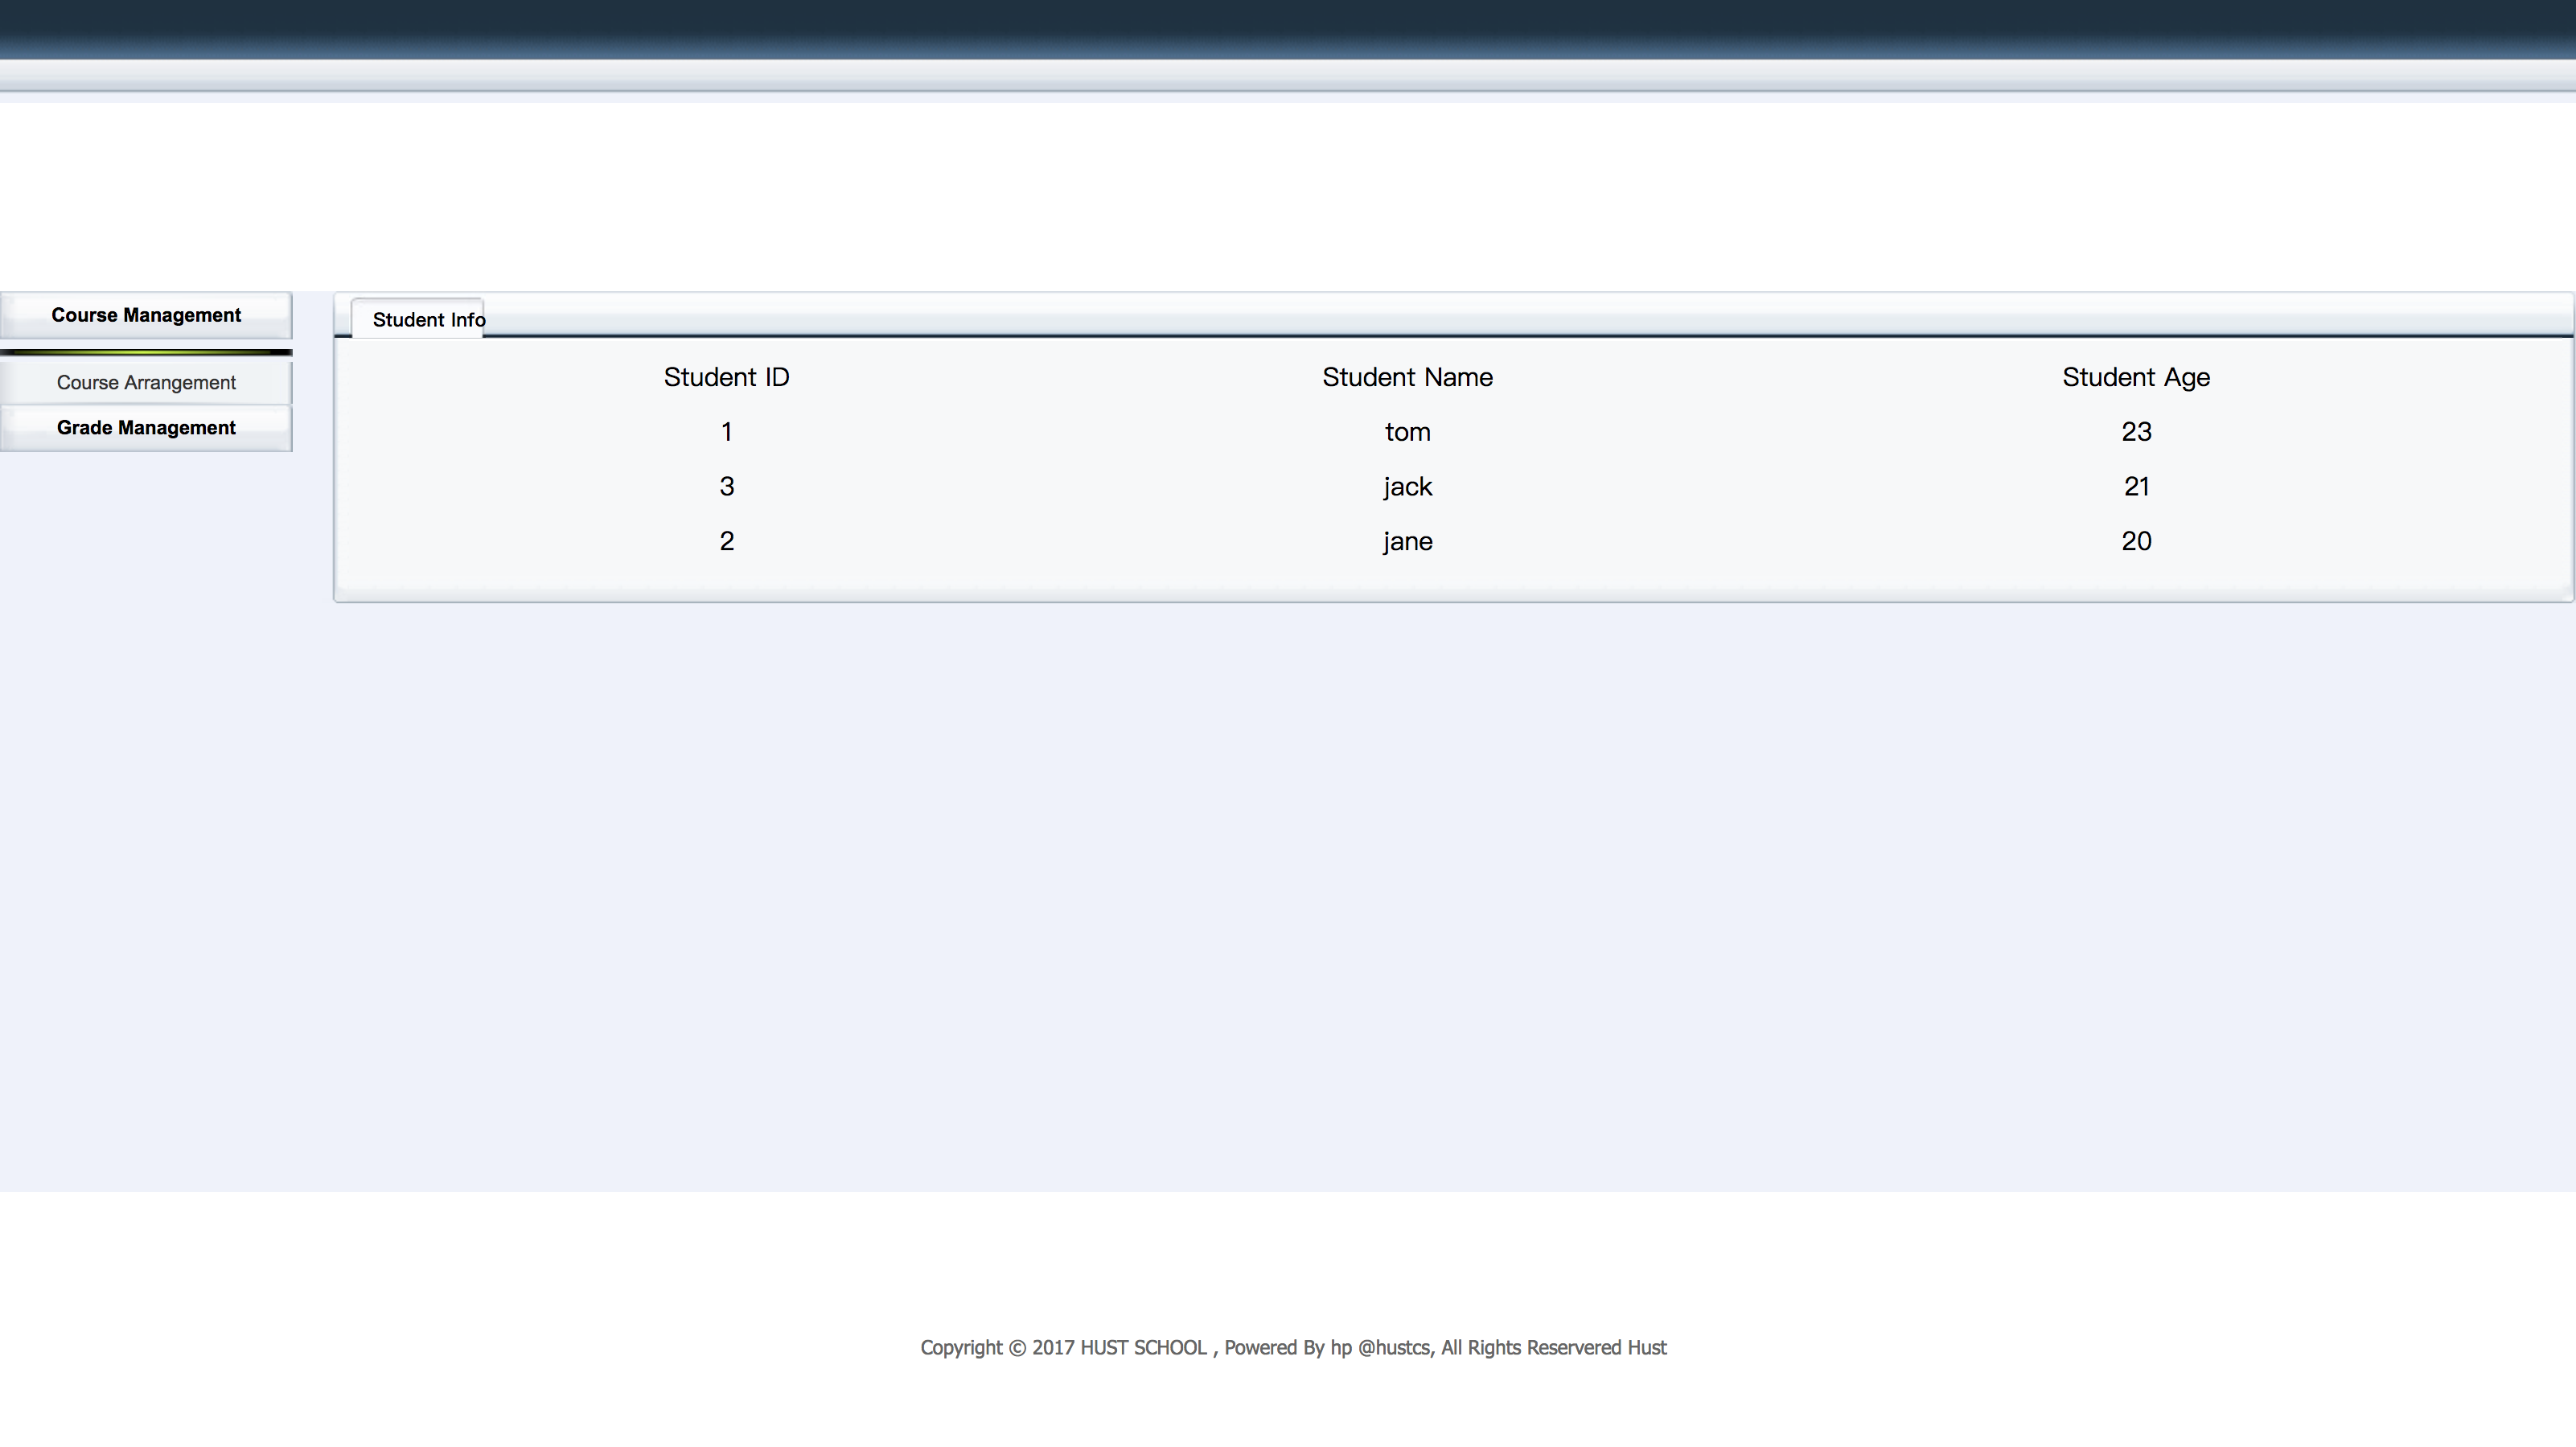 Course Management
Course Arrangement
Grade Management
Student Info
Student ID Student Name Student Age
1 tom 23
3 jack 21
2 jane 20
Copyright © 2017 HUST SCHOOL , Powered By hp @hustcs, All Rights Reservered Hust